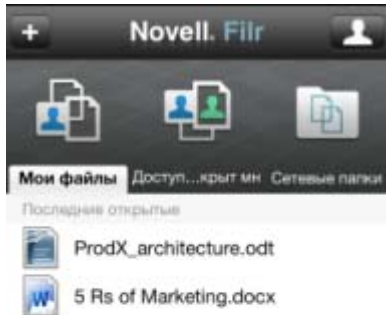 Novell. Filr
Мои файлы Доступ...крыт мн Сетевые папки
Последние открытые
ProdX_architecture.odt
5 Rs of Marketing.docx